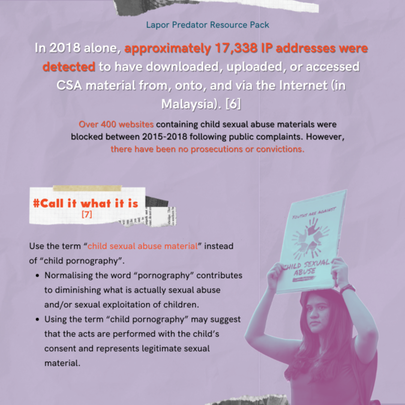 Lapor Predator Resource Pack
In 2018 alone, approximately 17,338 IP addresses were
detected to have downloaded, uploaded, or accessed
CSA material from, onto, and via the Internet (in
Malaysia). [6]
Over 400 websites containing child sexual abuse materials were
blocked between 2015-2018 following public complaints. However,
there have been no prosecutions or convictions.
#Call it what it is
[7]
Use the term “child sexual abuse material” instead
of “child pornography”.
• Normalising the word “pornography” contributes
to diminishing what is actually sexual abuse
and/or sexual exploitation of children.
• Using the term “child pornography” may suggest
that the acts are performed with the child’s
consent and represents legitimate sexual
material.
CHILD SEXUAL
ABUSE